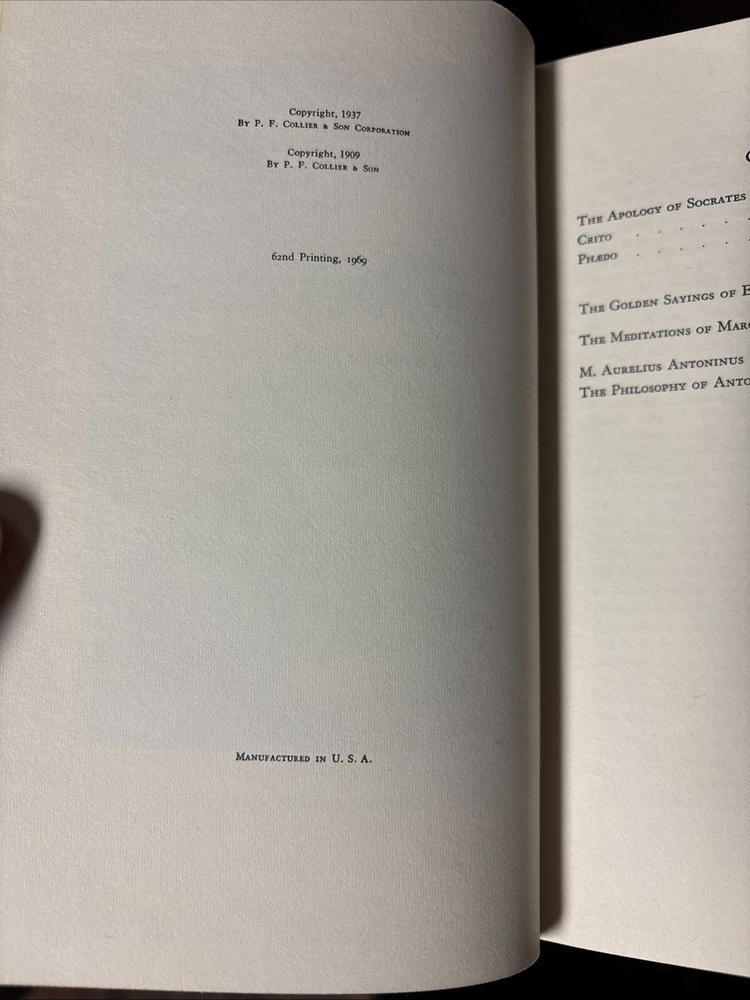 Copyright, 1937
By P. F. Collier & Son Corporation
Copyright, 1909
By P. F. Collier & Son
62nd Printing, 1969
Manufactured in U. S. A.
The Apology of Socrates
Crito . . . .
Phædo . . . .
The Golden Sayings of E
The Meditations of Marc
M. Aurelius Antoninus
The Philosophy of Anto